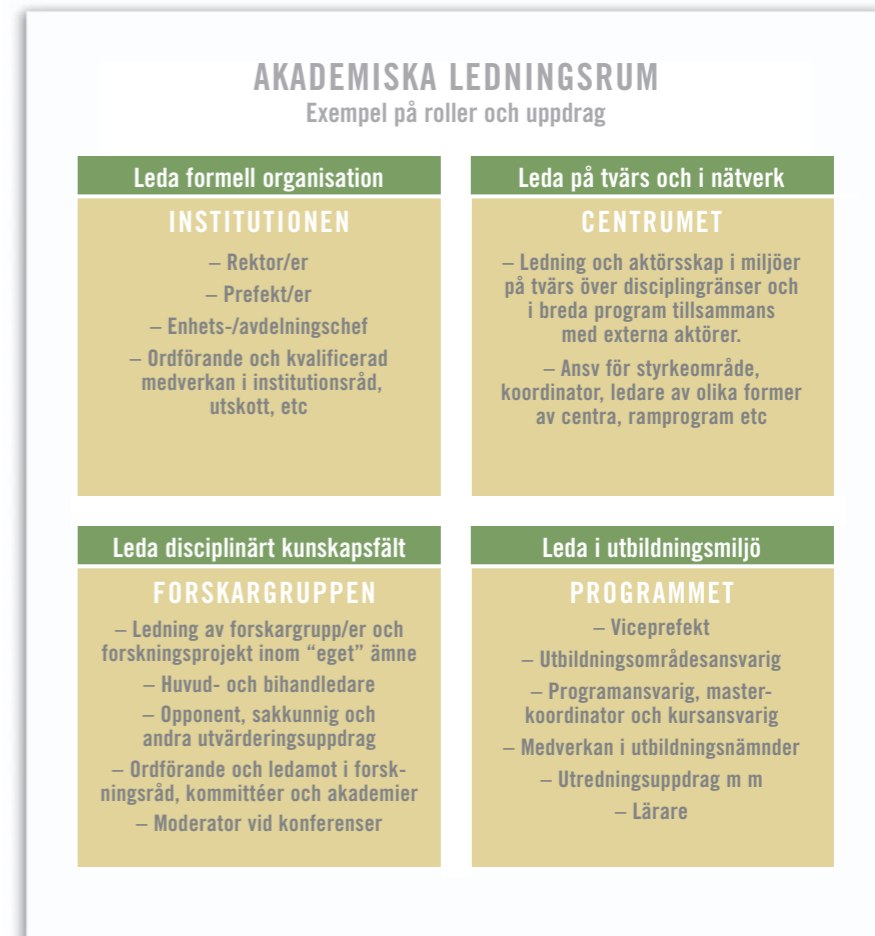 AKADEMISKA LEDNINGSRUM
Exempel på roller och uppdrag
Leda formell organisation
INSTITUTIONEN
– Rektor/er
– Prefekt/er
– Enhets-/avdelningschef
– Ordförande och kvalificerad
medverkan i institutionsråd,
utskott, etc
Leda på tvärs och i nätverk
CENTRUMET
– Ledning och aktörsskap i miljöer
på tvärs över disciplingränser och
i breda program tillsammans
med externa aktörer.
– Ansv för styrkeområde,
koordinator, ledare av olika former
av centra, ramprogram etc
Leda disciplinärt kunskapsfält
FORSKARGRUPPEN
– Ledning av forskargrupp/er och
forskningsprojekt inom “eget” ämne
– Huvud- och bihandledare
– Opponent, sakkunnig och
andra utvärderingsuppdrag
– Ordförande och ledamot i forsk-
ningsråd, kommittéer och akademier
– Moderator vid konferenser
Leda i utbildningsmiljö
PROGRAMMET
– Viceprefekt
– Utbildningsområdesansvarig
– Programansvarig, master-
koordinator och kursansvarig
– Medverkan i utbildningsnämnder
– Utredningsuppdrag m m
– Lärare